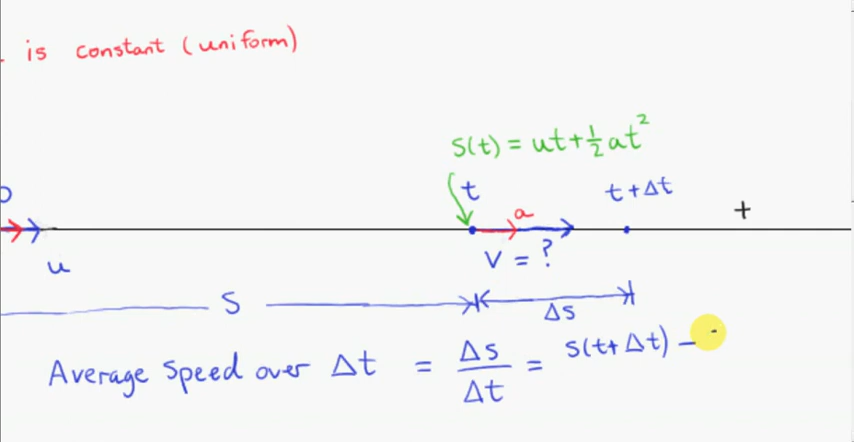 is constant (uniform)
s(t) = ut + ½at²
t a t+Δt
+
u v = ?
s Δs
Average speed over Δt = Δs/Δt = s(t+Δt) −